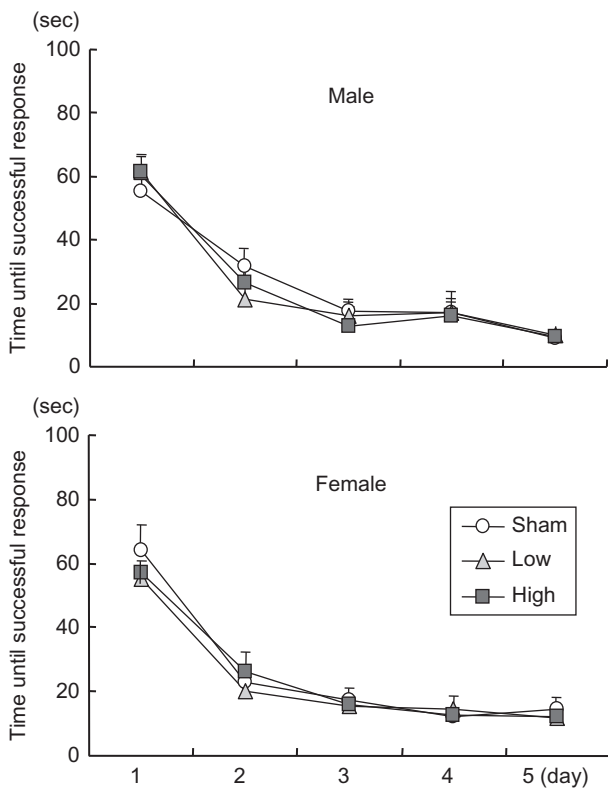 (sec)
100
80
60
40
20
0
Time until successful response
Male
(sec)
100
80
60
40
20
0
Time until successful response
Female
Sham
Low
High
1 2 3 4 5 (day)